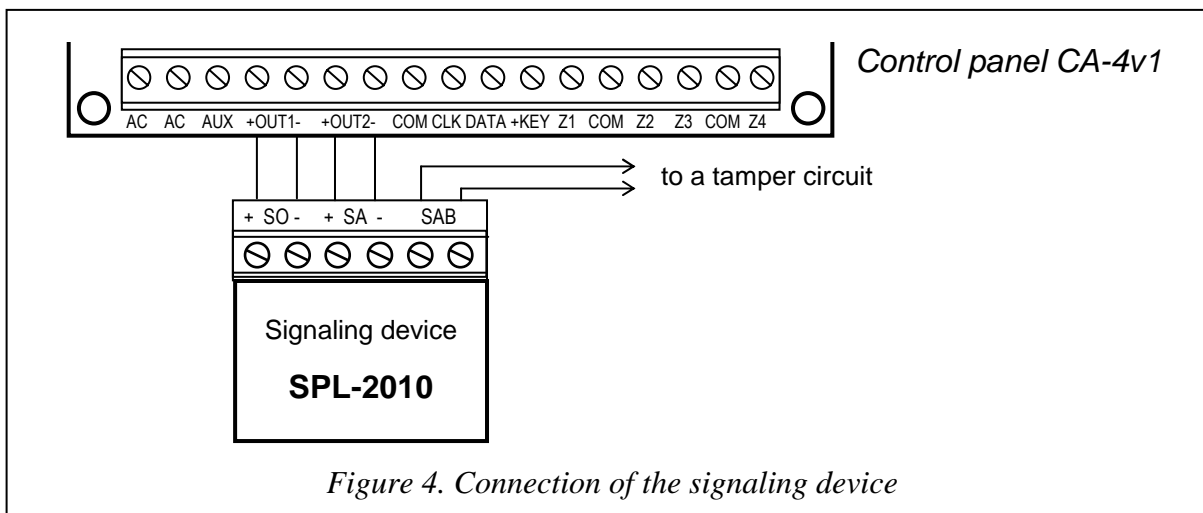 Control panel CA-4v1
AC AC AUX +OUT1- +OUT2- COM CLK DATA +KEY Z1 COM Z2 Z3 COM Z4
to a tamper circuit
+ SO - + SA - SAB
Signaling device
SPL-2010
Figure 4. Connection of the signaling device